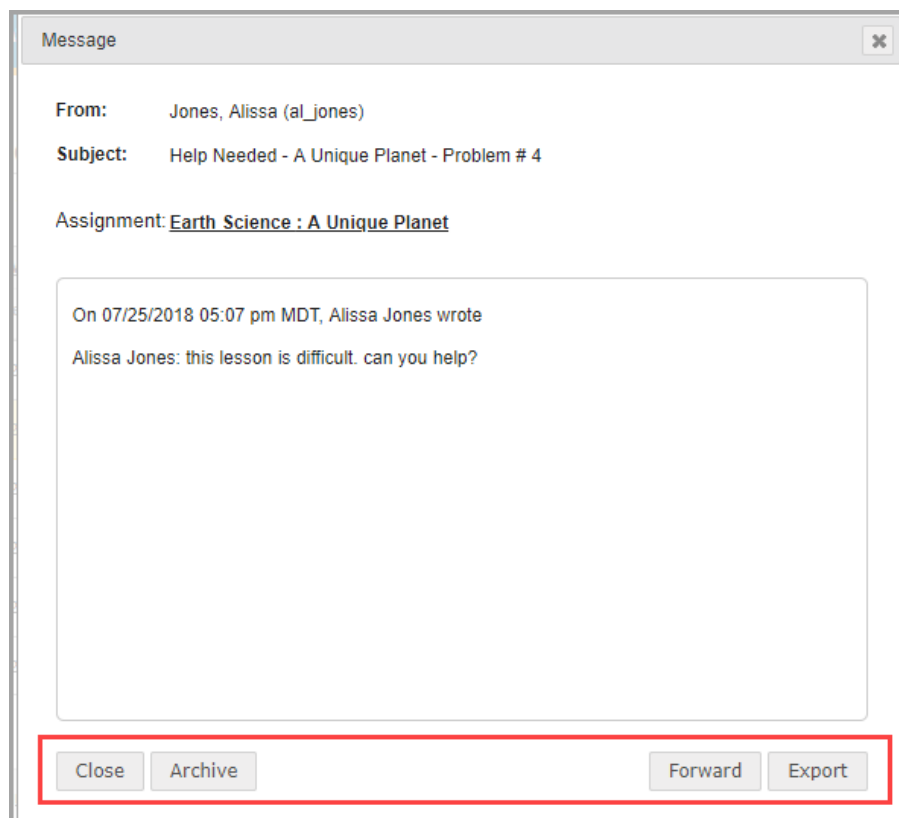 Message
From: Jones, Alissa (al_jones)
Subject: Help Needed - A Unique Planet - Problem # 4
Assignment: Earth Science : A Unique Planet
On 07/25/2018 05:07 pm MDT, Alissa Jones wrote
Alissa Jones: this lesson is difficult. can you help?
Close Archive Forward Export